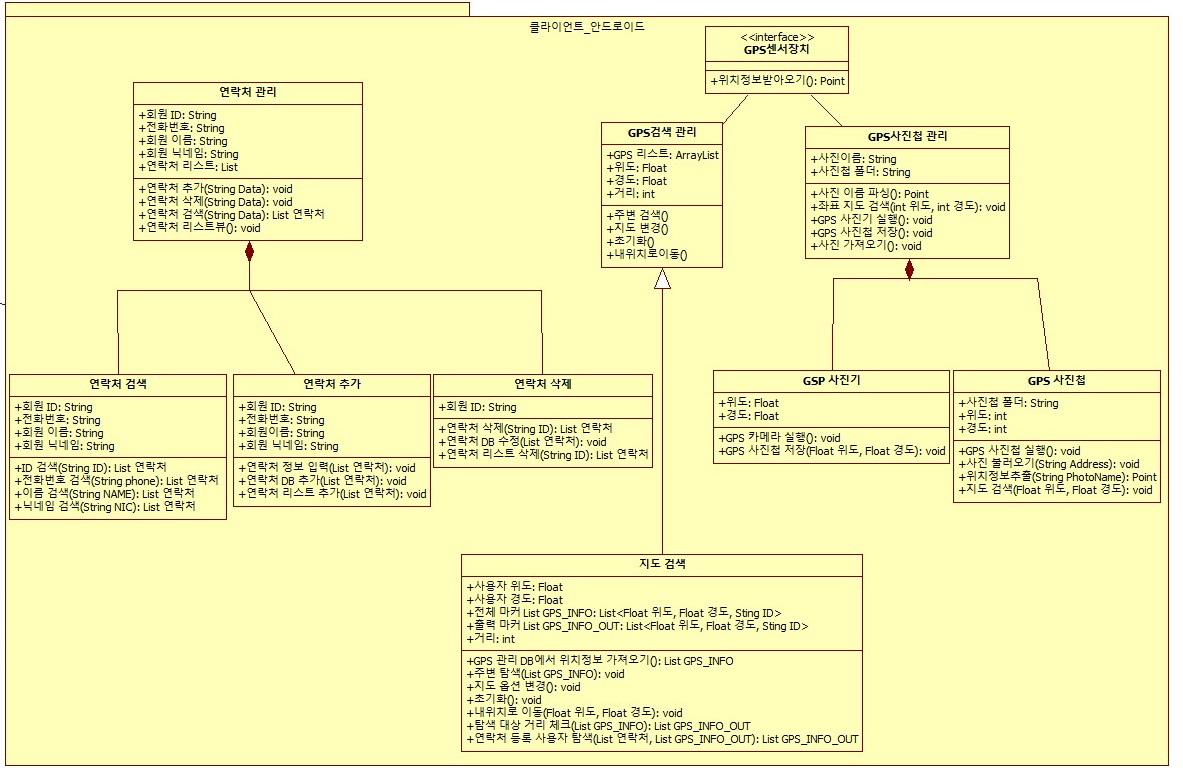 클라이언트_안드로이드
<<interface>>
GPS센서장치
+위치정보받아오기(): Point
연락처 관리
+회원 ID: String
+전화번호: String
+회원 이름: String
+회원 닉네임: String
+연락처 리스트: List
+연락처 추가(String Data): void
+연락처 삭제(String Data): void
+연락처 검색(String Data): List 연락처
+연락처 리스트뷰(): void
GPS검색 관리
+GPS 리스트: ArrayList
+위도: Float
+경도: Float
+거리: int
+주변 검색()
+지도 변경()
+초기화()
+내위치로이동()
GPS사진첩 관리
+사진이름: String
+사진첩 폴더: String
+사진 이름 파싱(): Point
+좌표 지도 검색(int 위도, int 경도): void
+GPS 사진기 실행(): void
+GPS 사진첩 저장(): void
+사진 가져오기(): void
연락처 검색
+회원 ID: String
+전화번호: String
+회원 이름: String
+회원 닉네임: String
+ID 검색(String ID): List 연락처
+전화번호 검색(String phone): List 연락처
+이름 검색(String NAME): List 연락처
+닉네임 검색(String NIC): List 연락처
연락처 추가
+회원 ID: String
+전화번호: String
+회원이름: String
+회원 닉네임: String
+연락처 정보 입력(List 연락처): void
+연락처 DB 추가(List 연락처): void
+연락처 리스트 추가(List 연락처): void
연락처 삭제
+회원 ID: String
+연락처 삭제(String ID): List 연락처
+연락처 DB 수정(List 연락처): void
+연락처 리스트 삭제(String ID): List 연락처
GSP 사진기
+위도: Float
+경도: Float
+GPS 카메라 실행(): void
+GPS 사진첩 저장(Float 위도, Float 경도): void
GPS 사진첩
+사진첩 폴더: String
+위도: int
+경도: int
+GPS 사진첩 실행(): void
+사진 불러오기(String Address): void
+위치정보추출(String PhotoName): Point
+지도 검색(Float 위도, Float 경도): void
지도 검색
+사용자 위도: Float
+사용자 경도: Float
+전체 마커 List GPS_INFO: List<Float 위도, Float 경도, Sting ID>
+출력 마커 List GPS_INFO_OUT: List<Float 위도, Float 경도, Sting ID>
+거리: int
+GPS 관리 DB에서 위치정보 가져오기(): List GPS_INFO
+주변 탐색(List GPS_INFO): void
+지도 옵션 변경(): void
+초기화(): void
+내위치로 이동(Float 위도, Float 경도): void
+탐색 대상 거리 체크(List GPS_INFO): List GPS_INFO_OUT
+연락처 등록 사용자 탐색(List 연락처, List GPS_INFO_OUT): List GPS_INFO_OUT